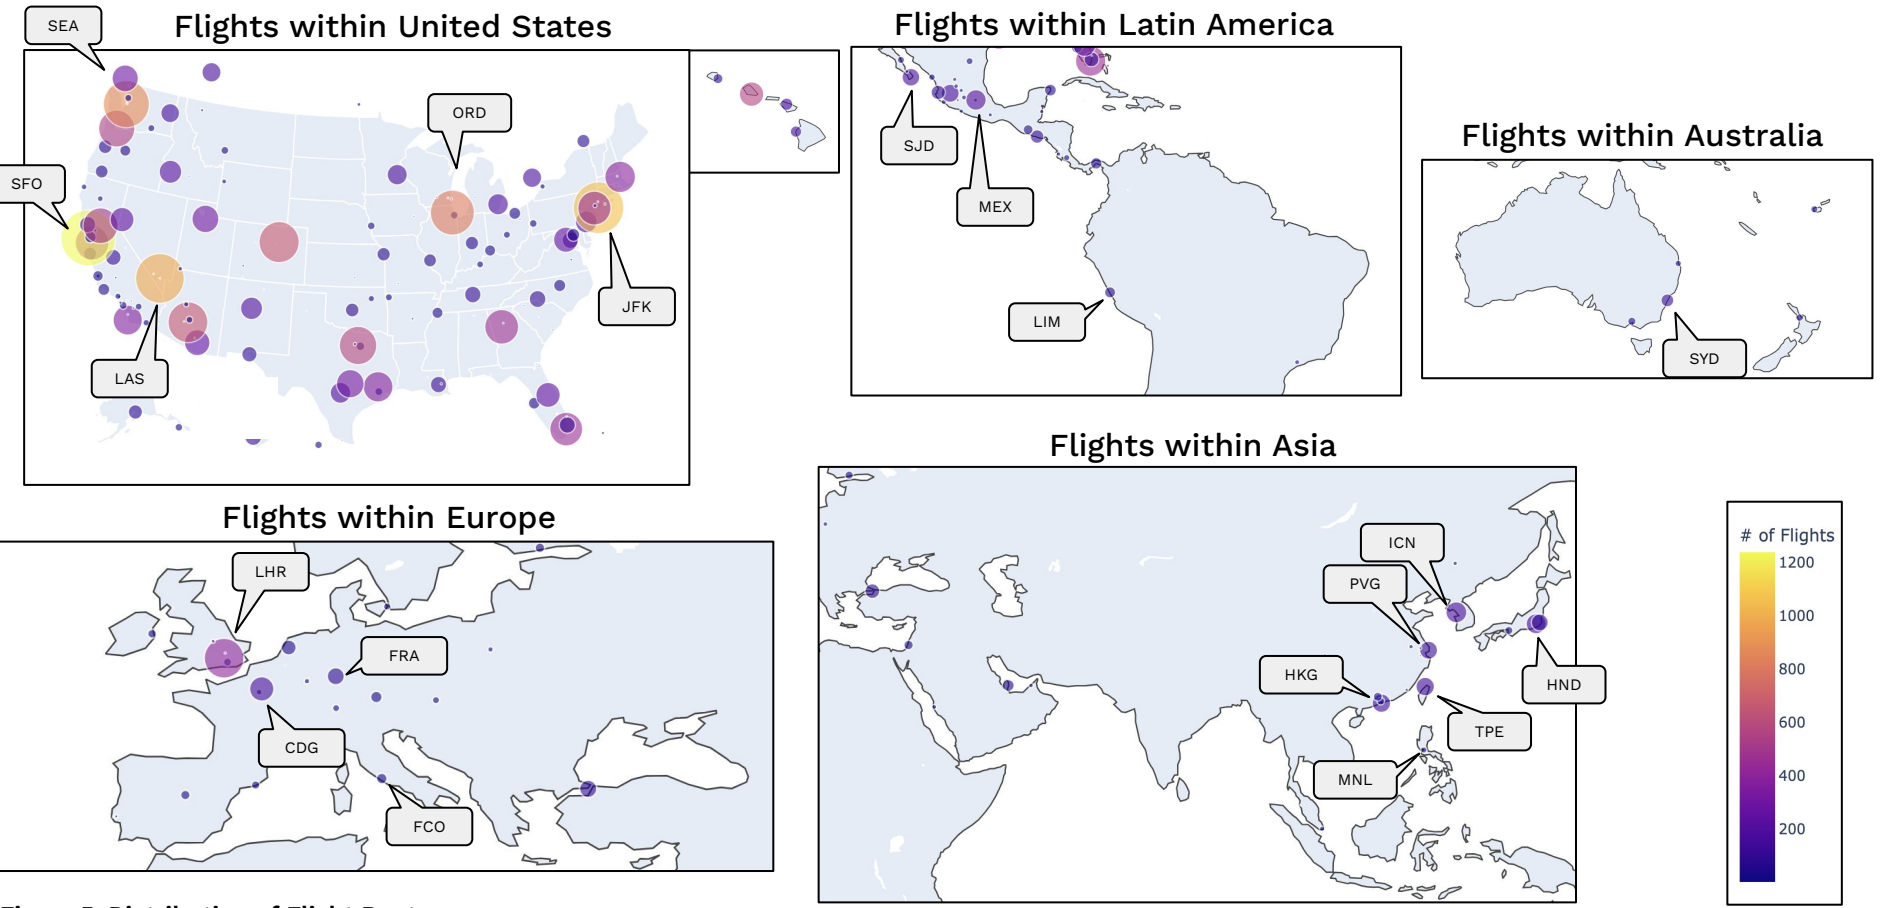 Flights within United States
SEA
SFO
ORD
JFK
LAS
Flights within Latin America
SJD
MEX
LIM
Flights within Australia
SYD
Flights within Europe
LHR
FRA
CDG
FCO
Flights within Asia
ICN
PVG
HKG
HND
TPE
MNL
# of Flights
1200
1000
800
600
400
200